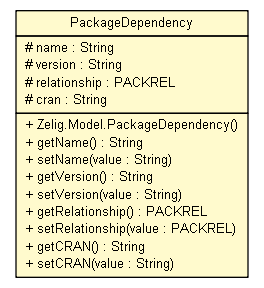 PackageDependency
# name : String
# version : String
# relationship : PACKREL
# cran : String
+ Zelig.Model.PackageDependency()
+ getName() : String
+ setName(value : String)
+ getVersion() : String
+ setVersion(value : String)
+ getRelationship() : PACKREL
+ setRelationship(value : PACKREL)
+ getCRAN() : String
+ setCRAN(value : String)